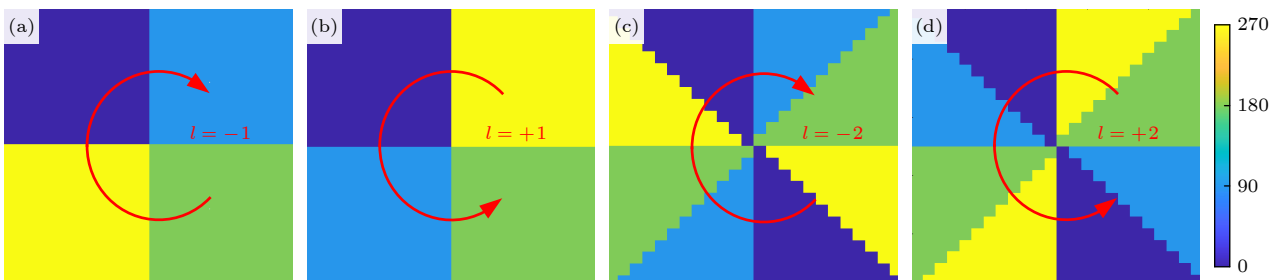 (a) (b) (c) (d) 270
l = −1 l = +1 l = −2 l = +2
180
90
0